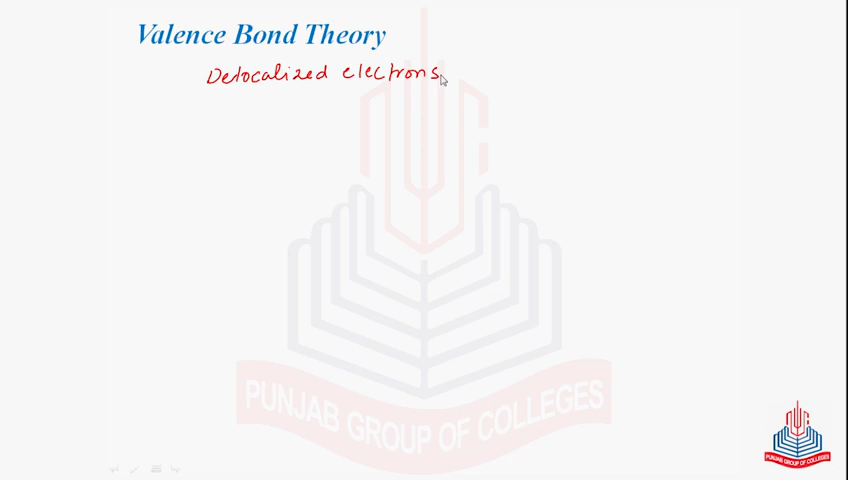 Valence Bond Theory
Delocalized electrons
PUNJAB GROUP OF COLLEGES
PUNJAB GROUP OF COLLEGES